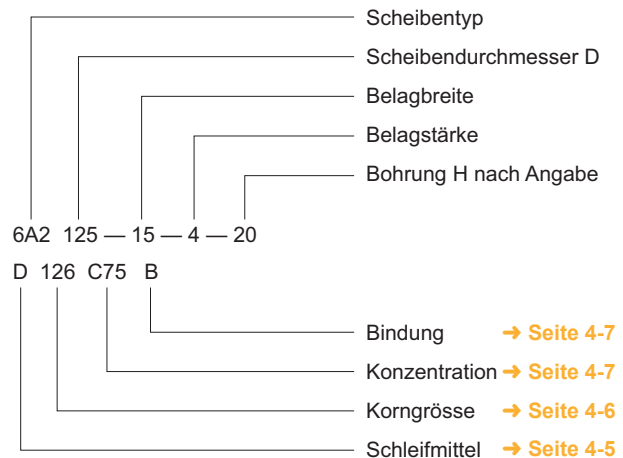 Scheibentyp
Scheibendurchmesser D
Belagbreite
Belagstärke
Bohrung H nach Angabe
6A2 125 — 15 — 4 — 20
D 126 C75 B
Bindung ➜ Seite 4-7
Konzentration ➜ Seite 4-7
Korngrösse ➜ Seite 4-6
Schleifmittel ➜ Seite 4-5